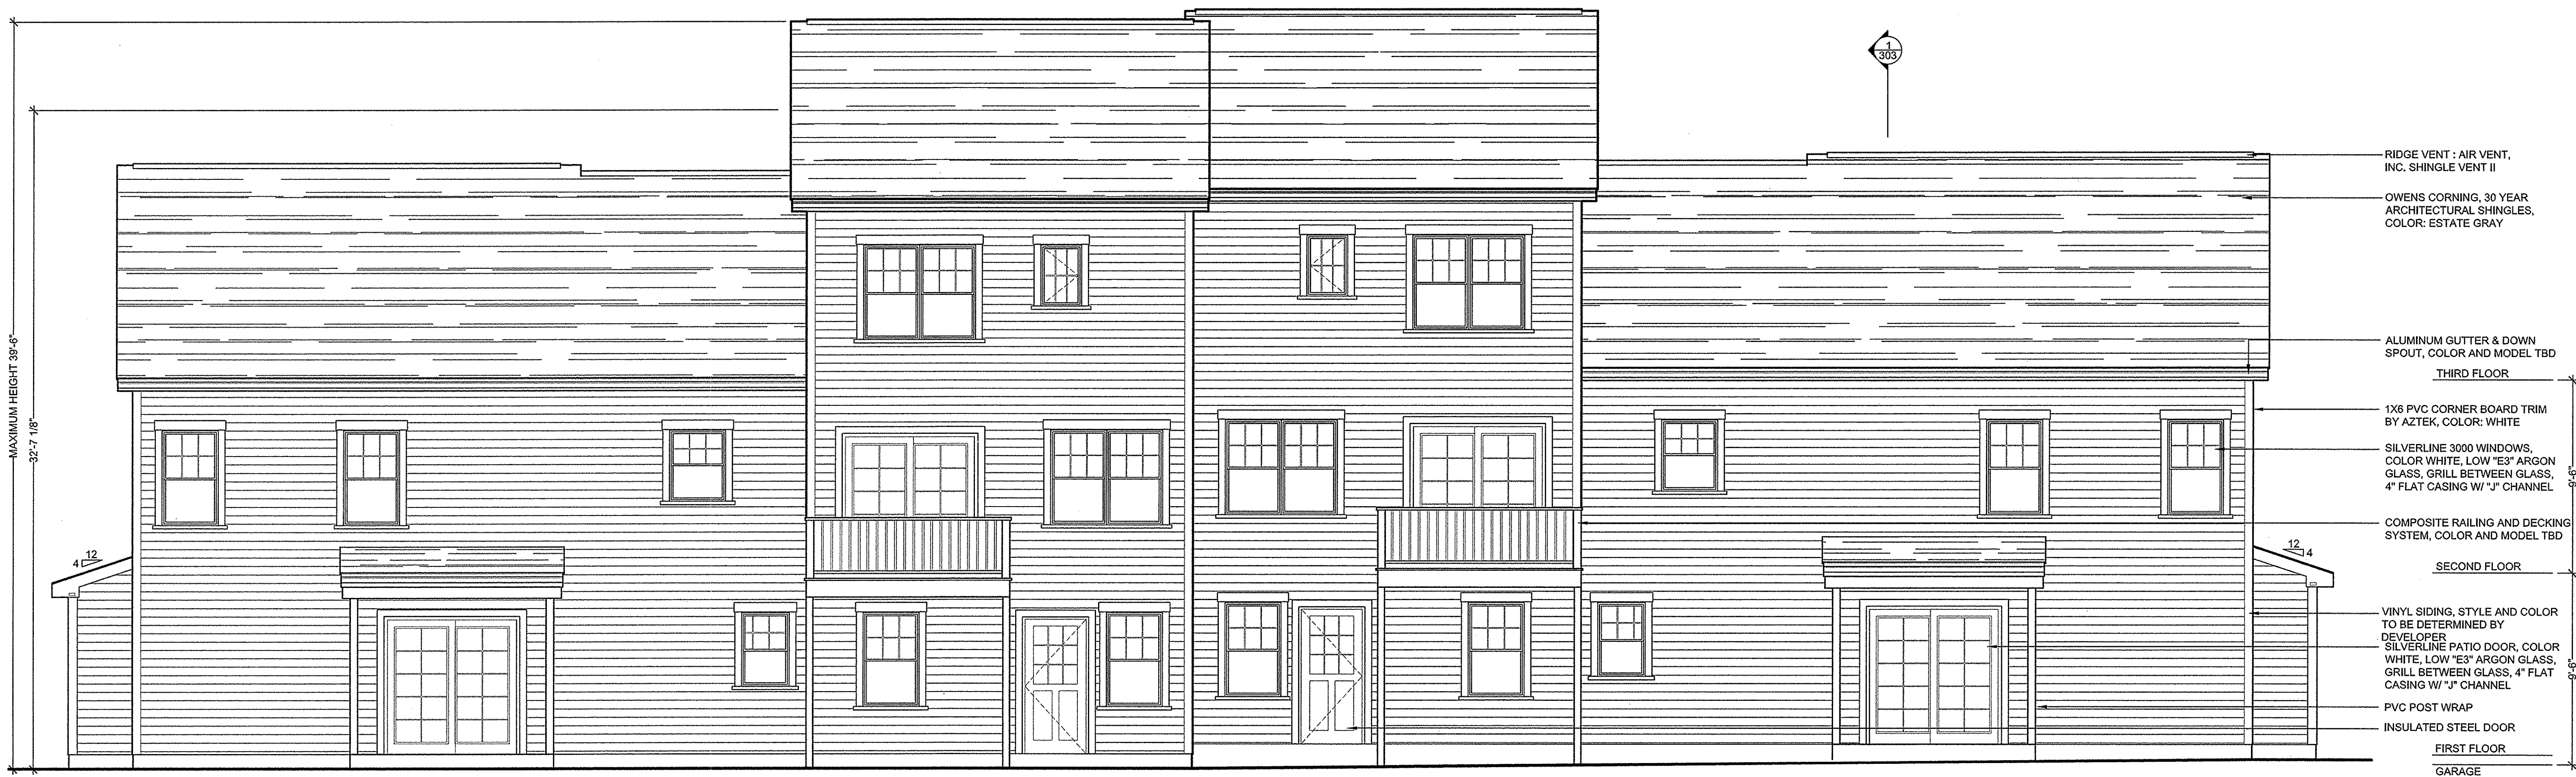 MAXIMUM HEIGHT 39'-6"
32'-7 1/8"
1
303
RIDGE VENT : AIR VENT,
INC. SHINGLE VENT II
OWENS CORNING, 30 YEAR
ARCHITECTURAL SHINGLES,
COLOR: ESTATE GRAY
ALUMINUM GUTTER & DOWN
SPOUT, COLOR AND MODEL TBD
THIRD FLOOR
1X6 PVC CORNER BOARD TRIM
BY AZTEK, COLOR: WHITE
SILVERLINE 3000 WINDOWS,
COLOR WHITE, LOW "E3" ARGON
GLASS, GRILL BETWEEN GLASS,
4" FLAT CASING W/ "J" CHANNEL
9'-6"
COMPOSITE RAILING AND DECKING
SYSTEM, COLOR AND MODEL TBD
12
4
12
4
SECOND FLOOR
VINYL SIDING, STYLE AND COLOR
TO BE DETERMINED BY
DEVELOPER
SILVERLINE PATIO DOOR, COLOR
WHITE, LOW "E3" ARGON GLASS,
GRILL BETWEEN GLASS, 4" FLAT
CASING W/ "J" CHANNEL
9'-6"
PVC POST WRAP
INSULATED STEEL DOOR
FIRST FLOOR
GARAGE